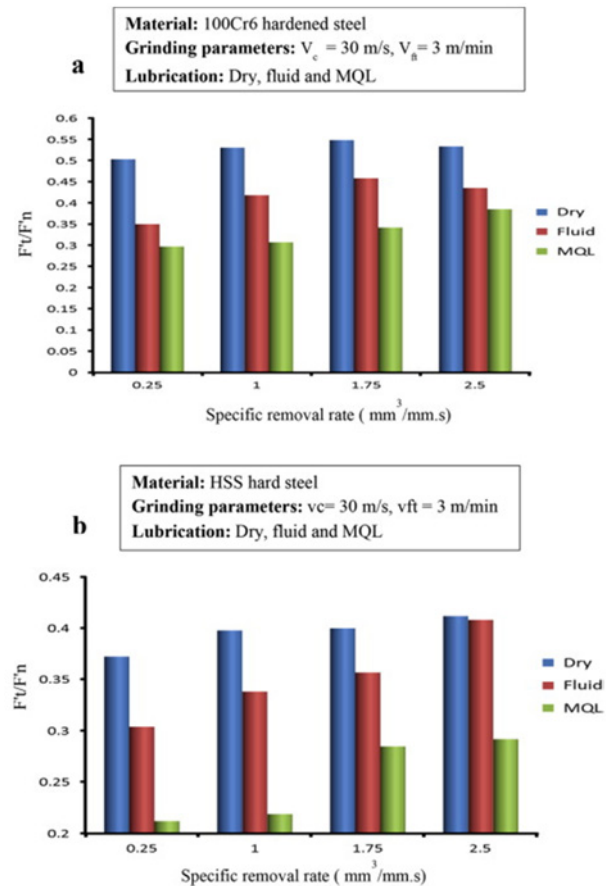 Material: 100Cr6 hardened steel
Grinding parameters: Vc = 30 m/s, Vft= 3 m/min
Lubrication: Dry, fluid and MQL
a
0.6
0.55
0.5
0.45
0.4
0.35
0.3
0.25
0.2
0.15
0.1
0.05
0
F't/F'n
Dry
Fluid
MQL
0.25 1 1.75 2.5
Specific removal rate ( mm³/mm.s)
Material: HSS hard steel
Grinding parameters: vc= 30 m/s, vft = 3 m/min
Lubrication: Dry, fluid and MQL
b
0.45
0.4
0.35
0.3
0.25
0.2
F't/F'n
Dry
Fluid
MQL
0.25 1 1.75 2.5
Specific removal rate ( mm³/mm.s)